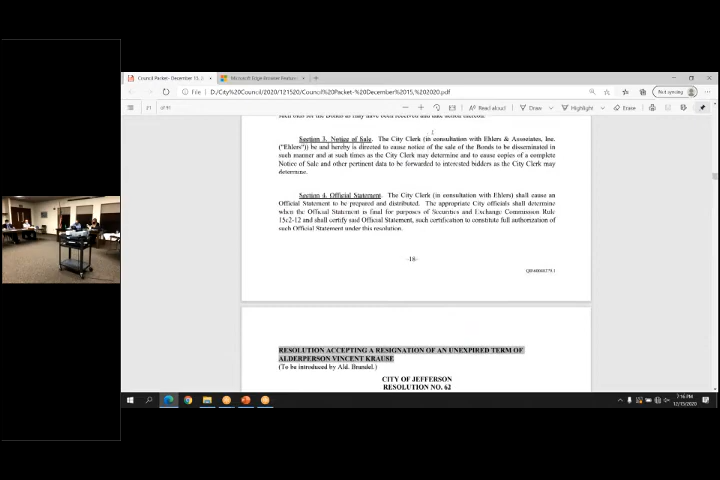 Council Packet- December 15, 2
Microsoft Edge Browser Featur
File D:/City%20Council/2020/121520/Council%20Packet-%20December%2015,%202020.pdf
Not syncing
Read aloud
Draw
Highlight
Erase
Section 3. Notice of Sale. The City Clerk (in consultation with Ehlers & Associates, Inc.
("Ehlers")) be and hereby is directed to cause notice of the sale of the Bonds to be disseminated in
such manner and at such times as the City Clerk may determine and to cause copies of a complete
Notice of Sale and other pertinent data to be forwarded to interested bidders as the City Clerk may
determine.
Section 4. Official Statement. The City Clerk (in consultation with Ehlers) shall cause an
Official Statement to be prepared and distributed. The appropriate City officials shall determine
when the Official Statement is final for purposes of Securities and Exchange Commission Rule
15c2-12 and shall certify said Official Statement, such certification to constitute full authorization of
such Official Statement under this resolution.
-16-
RESOLUTION ACCEPTING A RESIGNATION OF AN UNEXPIRED TERM OF
ALDERPERSON VINCENT KRAUSE
(To be introduced by Ald. Brandel.)
CITY OF JEFFERSON
RESOLUTION NO. 62
7:16 PM
12/15/2020